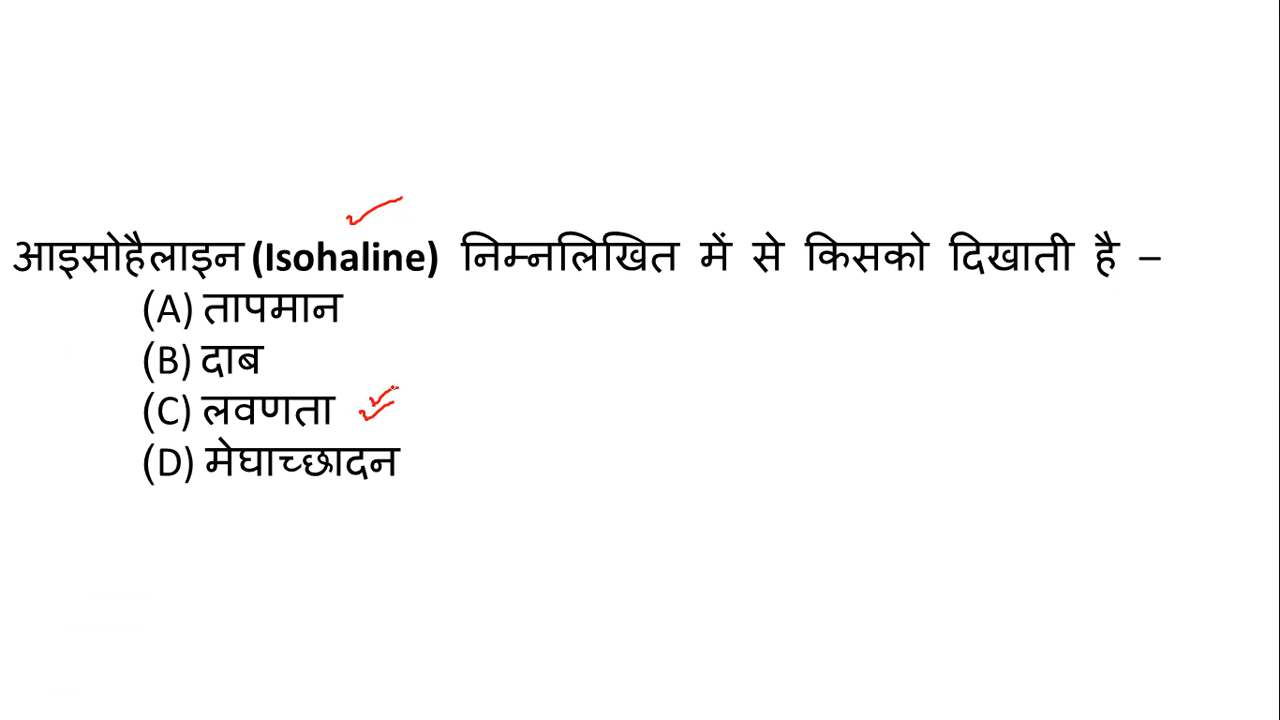 आइसोहैलाइन (Isohaline) निम्नलिखित में से किसको दिखाती है –
(A) तापमान
(B) दाब
(C) लवणता
(D) मेघाच्छादन